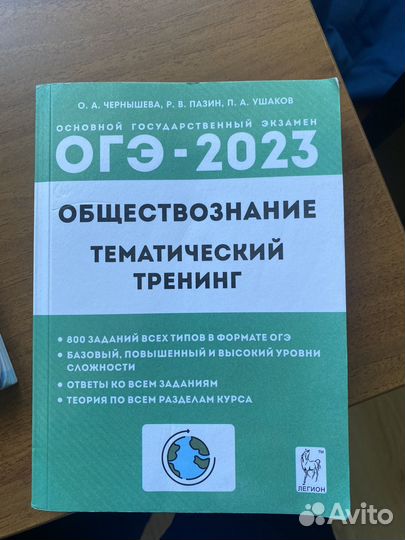 О. А. ЧЕРНЫШЕВА, Р. В. ПАЗИН, П. А. УШАКОВ
ОСНОВНОЙ ГОСУДАРСТВЕННЫЙ ЭКЗАМЕН
ОГЭ - 2023
ОБЩЕСТВОЗНАНИЕ
ТЕМАТИЧЕСКИЙ
ТРЕНИНГ
• 800 ЗАДАНИЙ ВСЕХ ТИПОВ В ФОРМАТЕ ОГЭ
• БАЗОВЫЙ, ПОВЫШЕННЫЙ И ВЫСОКИЙ УРОВНИ
СЛОЖНОСТИ
• ОТВЕТЫ КО ВСЕМ ЗАДАНИЯМ
• ТЕОРИЯ ПО ВСЕМ РАЗДЕЛАМ КУРСА
TM
ЛЕГИОН
Avito